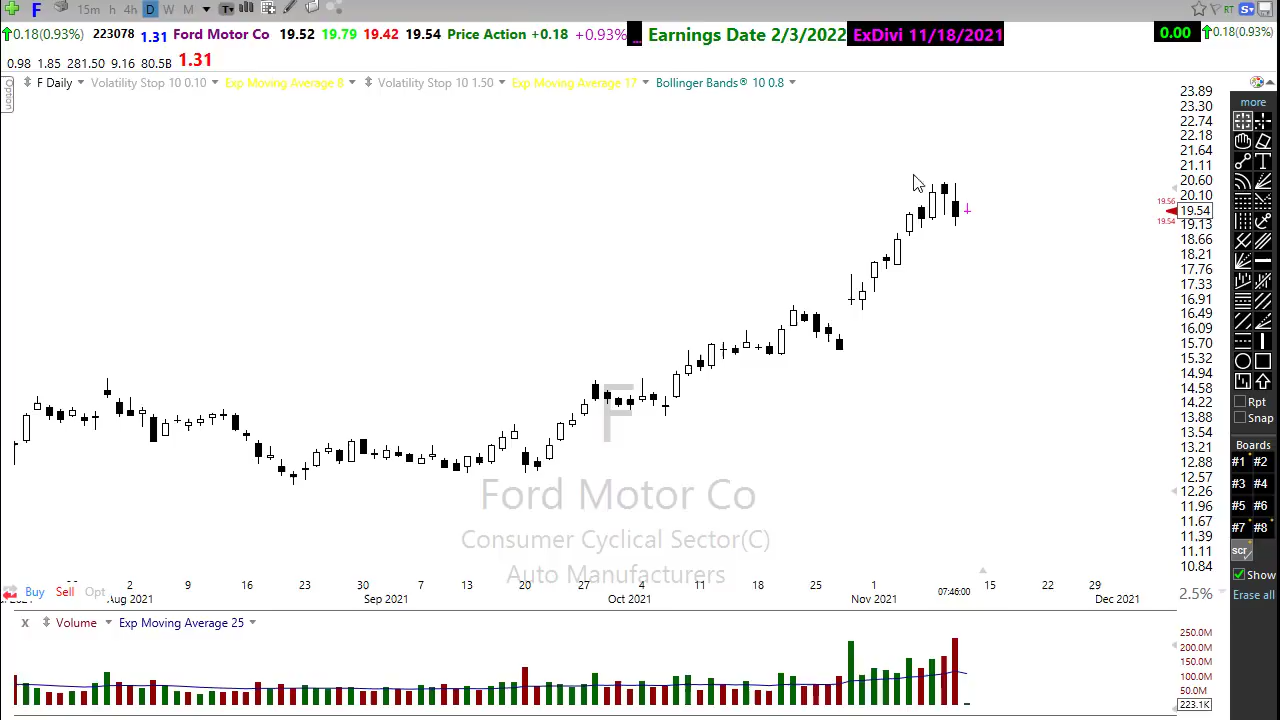 F 15m h 4h D W M T RT S
0.18(0.93%) 223078 1.31 Ford Motor Co 19.52 19.79 19.42 19.54 Price Action +0.18 +0.93% ... Earnings Date 2/3/2022 ExDivi 11/18/2021 0.00 0.18(0.93%)
0.98 1.85 281.50 9.16 80.5B 1.31
Option
F Daily Volatility Stop 10 0.10 Exp Moving Average 8 Volatility Stop 10 1.50 Exp Moving Average 17 Bollinger Bands® 10 0.8
23.89
23.30
22.74
22.18
21.64
21.11
20.60
20.10
19.56
19.54
19.54
19.13
18.66
18.21
17.76
17.33
16.91
16.49
16.09
15.70
15.32
14.94
14.58
14.22
13.88
13.54
13.21
12.88
12.57
12.26
11.96
11.67
11.39
11.11
10.84
more
T
Rpt
Snap
Boards
#1 #2
#3 #4
#5 #6
#7 #8
scr
Show
Erase all
F
Ford Motor Co
Consumer Cyclical Sector(C)
Auto Manufacturers
2 9 16 23 30 7 13 20 27 4 11 18 25 1 07:46:00 15 22 29
Buy Sell Opt
Aug 2021 Sep 2021 Oct 2021 Nov 2021 Dec 2021
2.5%
x Volume Exp Moving Average 25
250.0M
200.0M
150.0M
100.0M
50.0M
223.1K